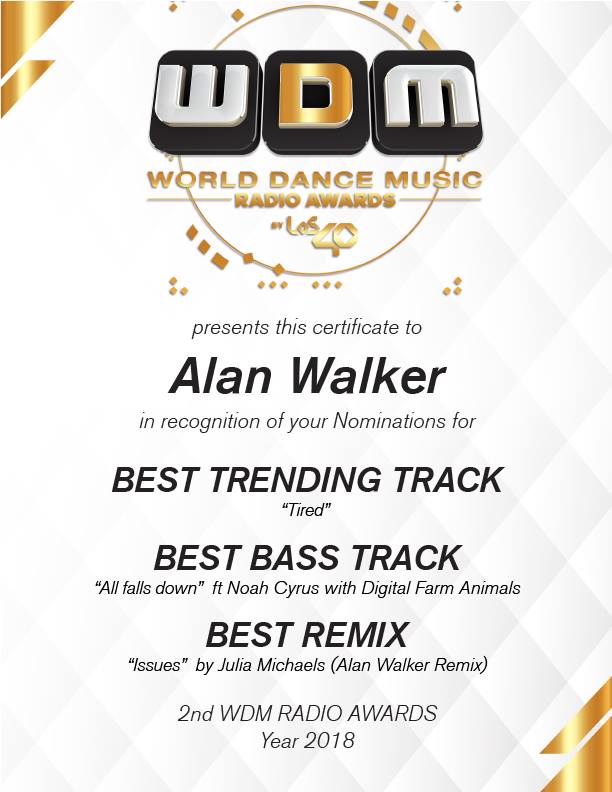 WDM
WORLD DANCE MUSIC
RADIO AWARDS
BY LOS40
presents this certificate to
Alan Walker
in recognition of your Nominations for
BEST TRENDING TRACK
“Tired”
BEST BASS TRACK
“All falls down” ft Noah Cyrus with Digital Farm Animals
BEST REMIX
“Issues” by Julia Michaels (Alan Walker Remix)
2nd WDM RADIO AWARDS
Year 2018